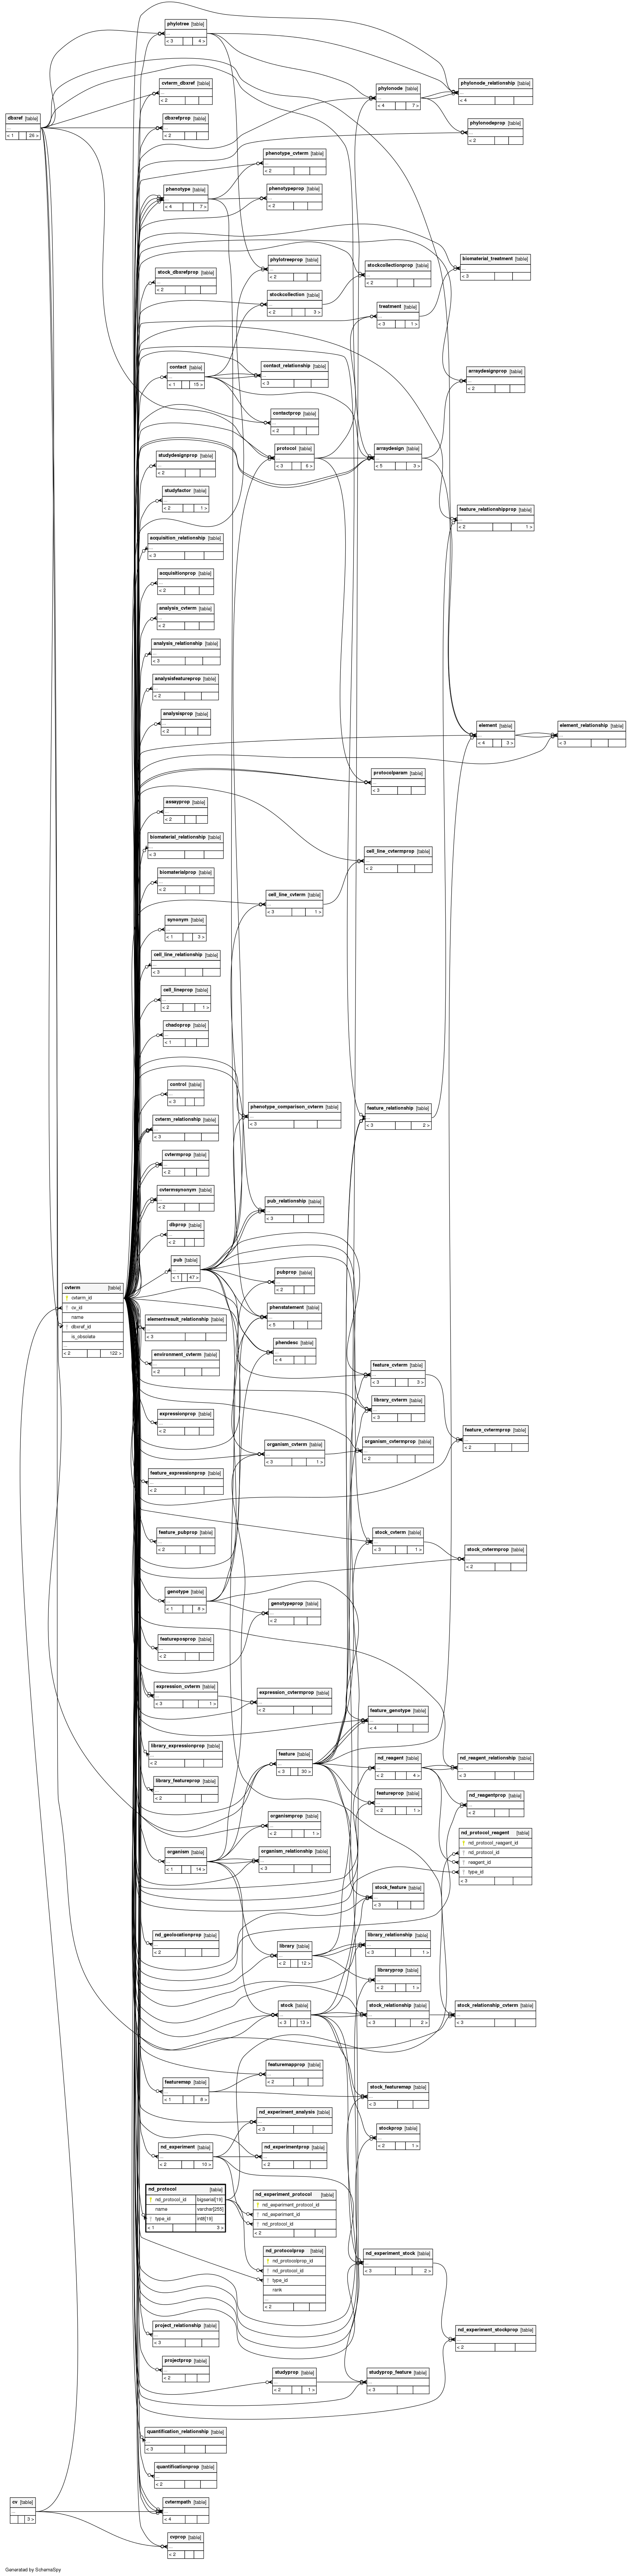 phylotree [table]
...
< 3 4 >
cvterm_dbxref [table]
...
< 2
phylonode [table]
...
< 4 7 >
phylonode_relationship [table]
...
< 4
dbxref [table]
...
< 1 26 >
dbxrefprop [table]
...
< 2
phylonodeprop [table]
...
< 2
phenotype_cvterm [table]
...
< 2
phenotype [table]
...
< 4 7 >
phenotypeprop [table]
...
< 2
phylotreeprop [table]
...
< 2
stockcollectionprop [table]
...
< 2
biomaterial_treatment [table]
...
< 3
stock_dbxrefprop [table]
...
< 2
stockcollection [table]
...
< 2 3 >
treatment [table]
...
< 3 1 >
contact [table]
...
< 1 15 >
contact_relationship [table]
...
< 3
arraydesignprop [table]
...
< 2
contactprop [table]
...
< 2
protocol [table]
...
< 3 6 >
arraydesign [table]
...
< 5 3 >
studydesignprop [table]
...
< 2
studyfactor [table]
...
< 2 1 >
feature_relationshipprop [table]
...
< 2 1 >
acquisition_relationship [table]
...
< 3
acquisitionprop [table]
...
< 2
analysis_cvterm [table]
...
< 2
analysis_relationship [table]
...
< 3
analysisfeatureprop [table]
...
< 2
analysisprop [table]
...
< 2
element [table]
...
< 4 3 >
element_relationship [table]
...
< 3
protocolparam [table]
...
< 3
assayprop [table]
...
< 2
biomaterial_relationship [table]
...
< 3
cell_line_cvtermprop [table]
...
< 2
biomaterialprop [table]
...
< 2
cell_line_cvterm [table]
...
< 3 1 >
synonym [table]
...
< 1 3 >
cell_line_relationship [table]
...
< 3
cell_lineprop [table]
...
< 2 1 >
chadoprop [table]
...
< 1
control [table]
...
< 3
phenotype_comparison_cvterm [table]
...
< 3
feature_relationship [table]
...
< 3 2 >
cvterm_relationship [table]
...
< 3
cvtermprop [table]
...
< 2
cvtermsynonym [table]
...
< 2
pub_relationship [table]
...
< 3
dbprop [table]
...
< 2
pub [table]
...
< 1 47 >
pubprop [table]
...
< 2
cvterm [table]
cvterm_id
cv_id
name
dbxref_id
is_obsolete
...
< 2 122 >
phenstatement [table]
...
< 5
elementresult_relationship [table]
...
< 3
phendesc [table]
...
< 4
environment_cvterm [table]
...
< 2
feature_cvterm [table]
...
< 3 3 >
library_cvterm [table]
...
< 3
expressionprop [table]
...
< 2
feature_cvtermprop [table]
...
< 2
organism_cvterm [table]
...
< 3 1 >
organism_cvtermprop [table]
...
< 2
feature_expressionprop [table]
...
< 2
feature_pubprop [table]
...
< 2
stock_cvterm [table]
...
< 3 1 >
stock_cvtermprop [table]
...
< 2
genotype [table]
...
< 1 8 >
genotypeprop [table]
...
< 2
featureposprop [table]
...
< 2
expression_cvterm [table]
...
< 3 1 >
expression_cvtermprop [table]
...
< 2
feature_genotype [table]
...
< 4
library_expressionprop [table]
...
< 2
feature [table]
...
< 3 30 >
nd_reagent [table]
...
< 2 4 >
nd_reagent_relationship [table]
...
< 3
library_featureprop [table]
...
< 2
featureprop [table]
...
< 2 1 >
nd_reagentprop [table]
...
< 2
organismprop [table]
...
< 2 1 >
nd_protocol_reagent [table]
nd_protocol_reagent_id
nd_protocol_id
reagent_id
type_id
< 3
organism [table]
...
< 1 14 >
organism_relationship [table]
...
< 3
stock_feature [table]
...
< 3
nd_geolocationprop [table]
...
< 2
library [table]
...
< 2 12 >
library_relationship [table]
...
< 3 1 >
libraryprop [table]
...
< 2 1 >
stock [table]
...
< 3 13 >
stock_relationship [table]
...
< 3 2 >
stock_relationship_cvterm [table]
...
< 3
featuremap [table]
...
< 1 8 >
featuremapprop [table]
...
< 2
stock_featuremap [table]
...
< 3
nd_experiment_analysis [table]
...
< 3
stockprop [table]
...
< 2 1 >
nd_experiment [table]
...
< 2 10 >
nd_experimentprop [table]
...
< 2
nd_protocol [table]
nd_protocol_id bigserial[19]
name varchar[255]
type_id int8[19]
< 1 3 >
nd_experiment_protocol [table]
nd_experiment_protocol_id
nd_experiment_id
nd_protocol_id
< 2
nd_protocolprop [table]
nd_protocolprop_id
nd_protocol_id
type_id
rank
...
< 2
nd_experiment_stock [table]
...
< 3 2 >
project_relationship [table]
...
< 3
nd_experiment_stockprop [table]
...
< 2
projectprop [table]
...
< 2
studyprop [table]
...
< 2 1 >
studyprop_feature [table]
...
< 3
quantification_relationship [table]
...
< 3
quantificationprop [table]
...
< 2
cv [table]
...
3 >
cvtermpath [table]
...
< 4
cvprop [table]
...
< 2
Generated by SchemaSpy